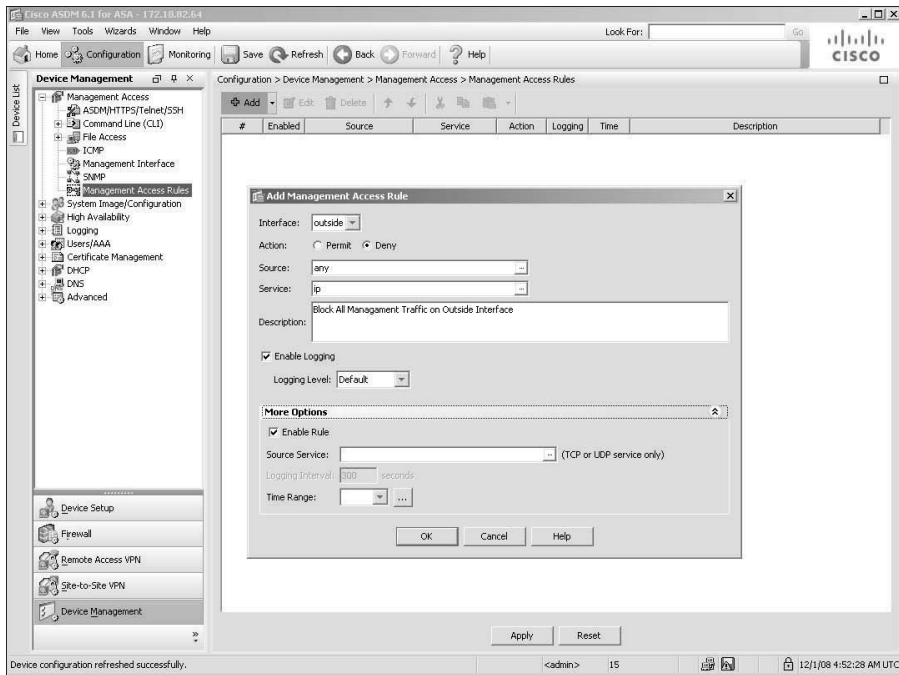 Cisco ASDM 6.1 for ASA - 172.18.82.64
File View Tools Wizards Window Help
Look For:
Go
Home Configuration Monitoring Save Refresh Back Forward Help
CISCO
Device List
Device Management
Management Access
ASDM/HTTPS/Telnet/SSH
Command Line (CLI)
File Access
ICMP
Management Interface
SNMP
Management Access Rules
System Image/Configuration
High Availability
Logging
Users/AAA
Certificate Management
DHCP
DNS
Advanced
Device Setup
Firewall
Remote Access VPN
Site-to-Site VPN
Device Management
Configuration > Device Management > Management Access > Management Access Rules
Add Edit Delete
# Enabled Source Service Action Logging Time Description
Add Management Access Rule
Interface: outside
Action: Permit Deny
Source: any
Service: ip
Description: Block All Managament Traffic on Outside Interface
Enable Logging
Logging Level: Default
More Options
Enable Rule
Source Service: (TCP or UDP service only)
Logging Interval: 300 seconds
Time Range:
OK Cancel Help
Apply Reset
Device configuration refreshed successfully.
<admin> 15 12/1/08 4:52:28 AM UTC